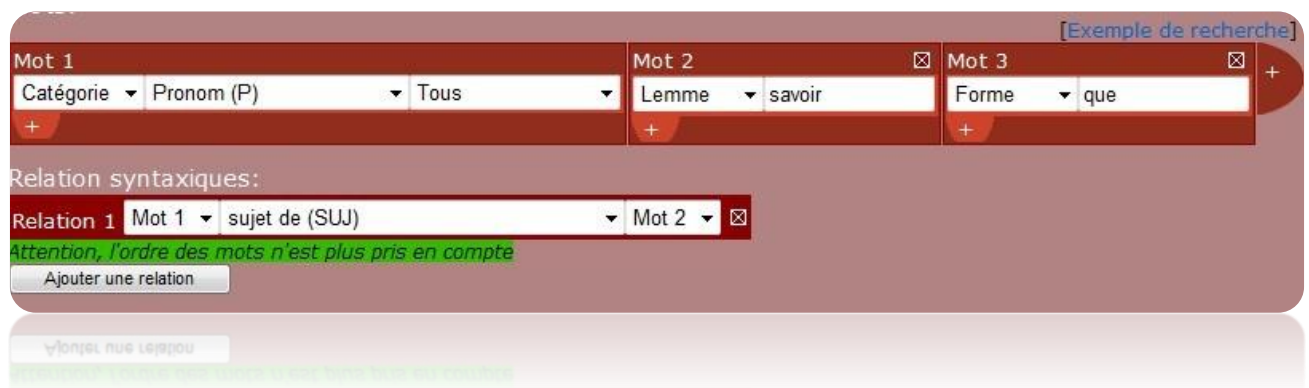 [Exemple de recherche]
Mot 1 Mot 2 Mot 3
Catégorie Pronom (P) Tous Lemme savoir Forme que +
+ + +
Relation syntaxiques:
Relation 1 Mot 1 sujet de (SUJ) Mot 2
Attention, l'ordre des mots n'est plus pris en compte
Ajouter une relation